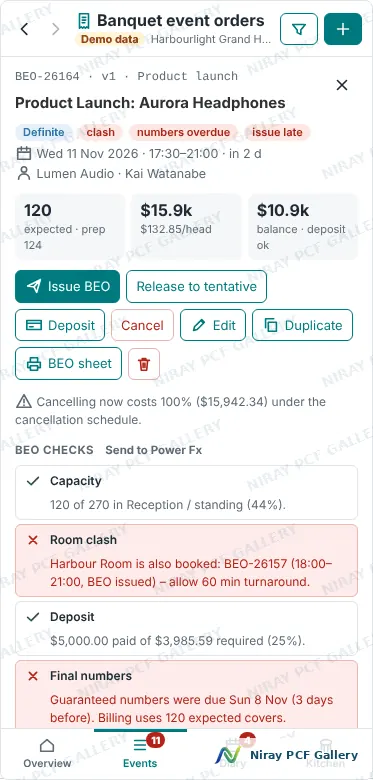 Banquet event orders
Demo data Harbourlight Grand H...
BEO-26164 · v1 · Product launch
Product Launch: Aurora Headphones
Definite clash numbers overdue issue late
Wed 11 Nov 2026 · 17:30–21:00 · in 2 d
Lumen Audio · Kai Watanabe
120
expected · prep
124
$15.9k
$132.85/head
$10.9k
balance · deposit
ok
Issue BEO
Release to tentative
Deposit
Cancel
Edit
Duplicate
BEO sheet
Cancelling now costs 100% ($15,942.34) under the
cancellation schedule.
BEO CHECKS Send to Power Fx
Capacity
120 of 270 in Reception / standing (44%).
Room clash
Harbour Room is also booked: BEO-26157 (18:00–
21:00, BEO issued) – allow 60 min turnaround.
Deposit
$5,000.00 paid of $3,985.59 required (25%).
Final numbers
Guaranteed numbers were due Sun 8 Nov (3 days
before). Billing uses 120 expected covers.
Overview
11
Events
Diary
Kitchen
Niray PCF Gallery
NIRAY PCF GALLERY